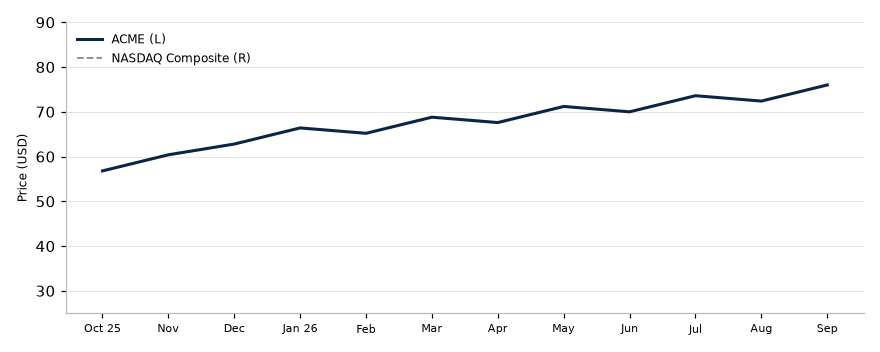 90
ACME (L)
NASDAQ Composite (R)
80
70
60
50
40
30
Price (USD)
Oct 25 Nov Dec Jan 26 Feb Mar Apr May Jun Jul Aug Sep